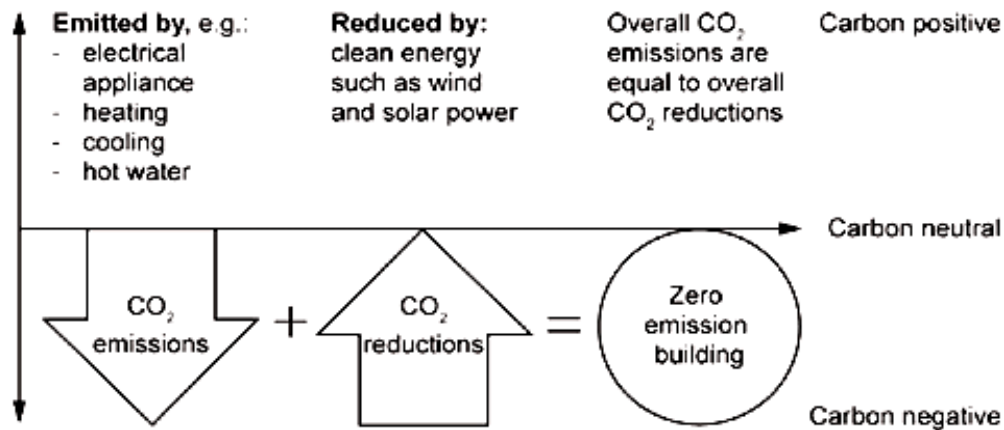 Emitted by, e.g.:
- electrical
appliance
- heating
- cooling
- hot water
Reduced by:
clean energy
such as wind
and solar power
Overall CO₂
emissions are
equal to overall
CO₂ reductions
Carbon positive
Carbon neutral
CO₂
emissions
+
CO₂
reductions
=
Zero
emission
building
Carbon negative